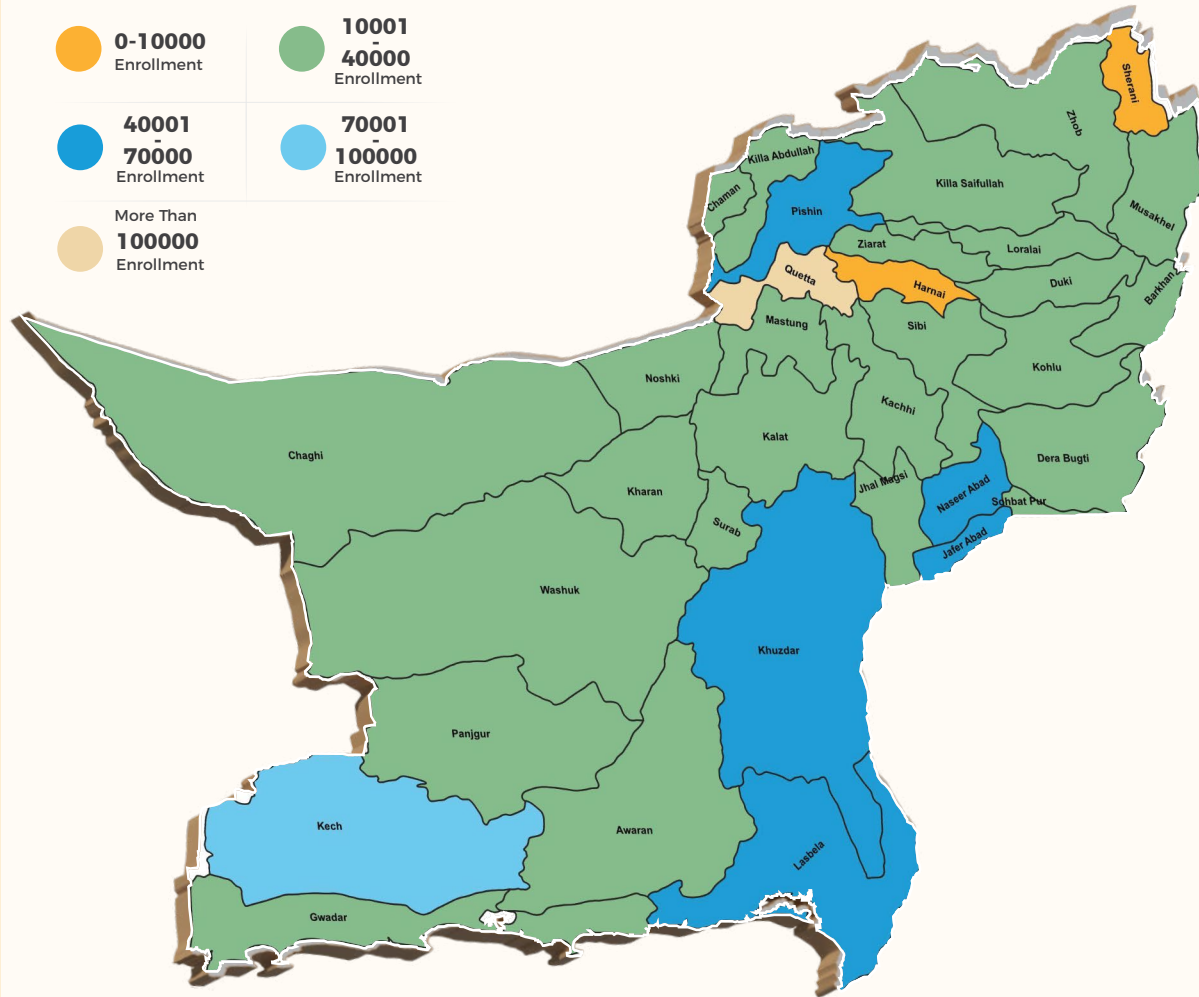 0-10000
Enrollment
10001
-
40000
Enrollment
40001
-
70000
Enrollment
70001
-
100000
Enrollment
More Than
100000
Enrollment
Sherani
Zhob
Killa Abdullah
Killa Saifullah
Chaman
Pishin
Musakhel
Ziarat
Loralai
Quetta
Harnai
Duki
Barkhan
Mastung
Sibi
Noshki
Kohlu
Kachhi
Kalat
Chaghi
Dera Bugti
Jhal Magsi
Kharan
Naseer Abad
Sohbat Pur
Surab
Jafer Abad
Washuk
Khuzdar
Panjgur
Kech
Awaran
Lasbela
Gwadar